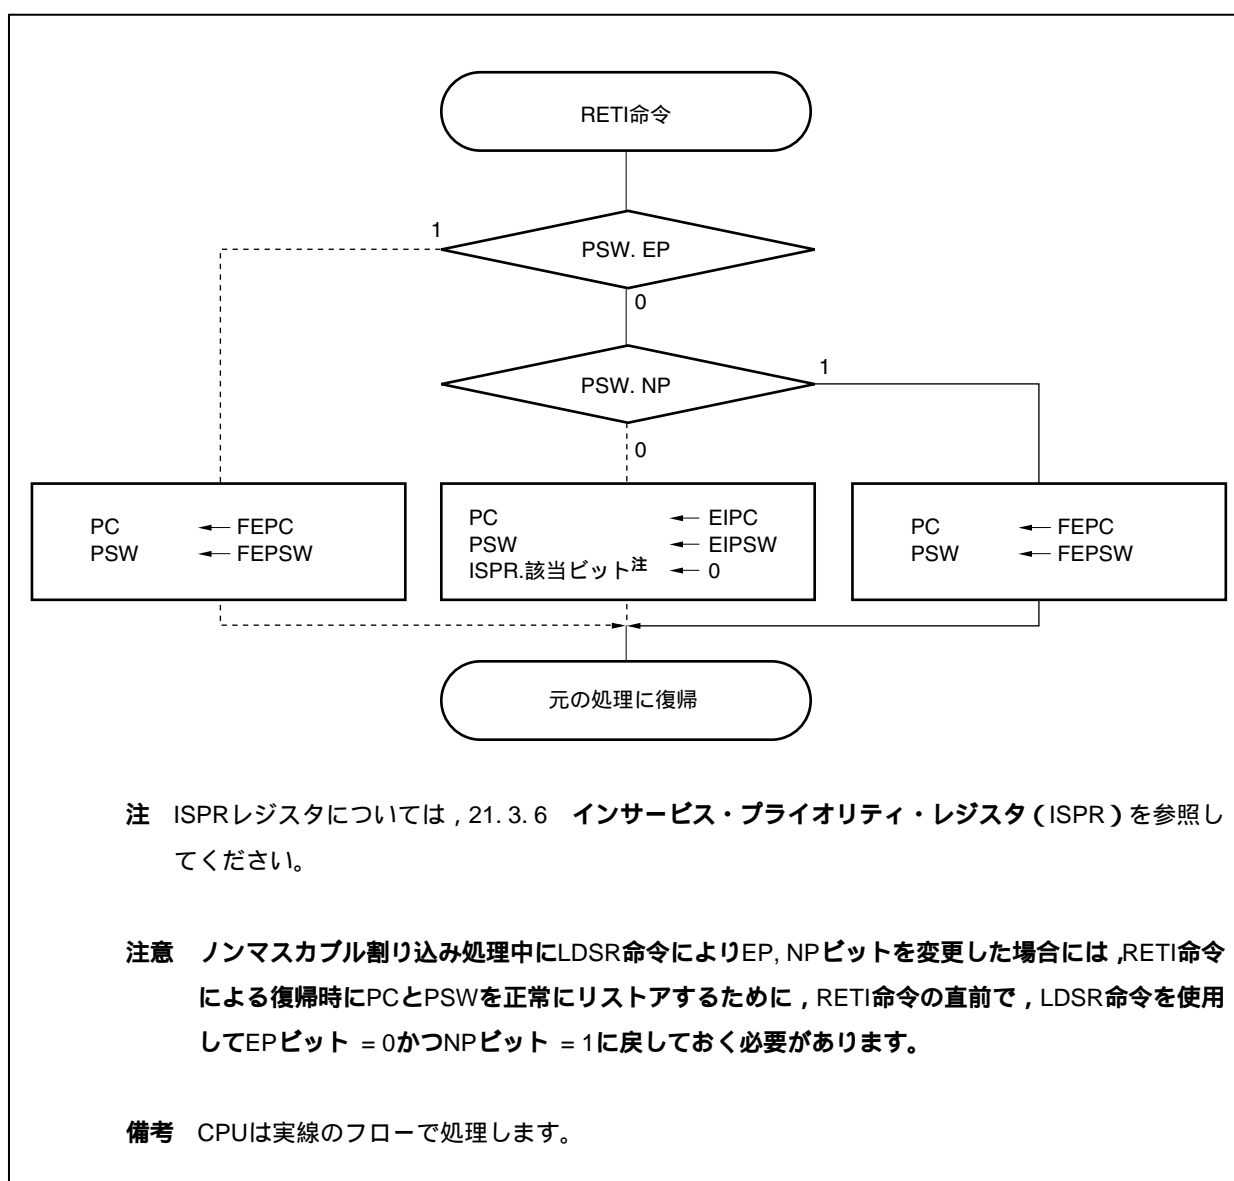 RETI命令
1
PSW. EP
0
PSW. NP
1
0
PC ← FEPC
PSW ← FEPSW
PC ← EIPC
PSW ← EIPSW
ISPR.該当ビット注 ← 0
PC ← FEPC
PSW ← FEPSW
元の処理に復帰
注 ISPRレジスタについては，21. 3. 6 インサービス・プライオリティ・レジスタ（ISPR）を参照し
てください。
注意 ノンマスカブル割り込み処理中にLDSR命令によりEP, NPビットを変更した場合には，RETI命令
による復帰時にPCとPSWを正常にリストアするために，RETI命令の直前で，LDSR命令を使用
してEPビット = 0かつNPビット = 1に戻しておく必要があります。
備考 CPUは実線のフローで処理します。